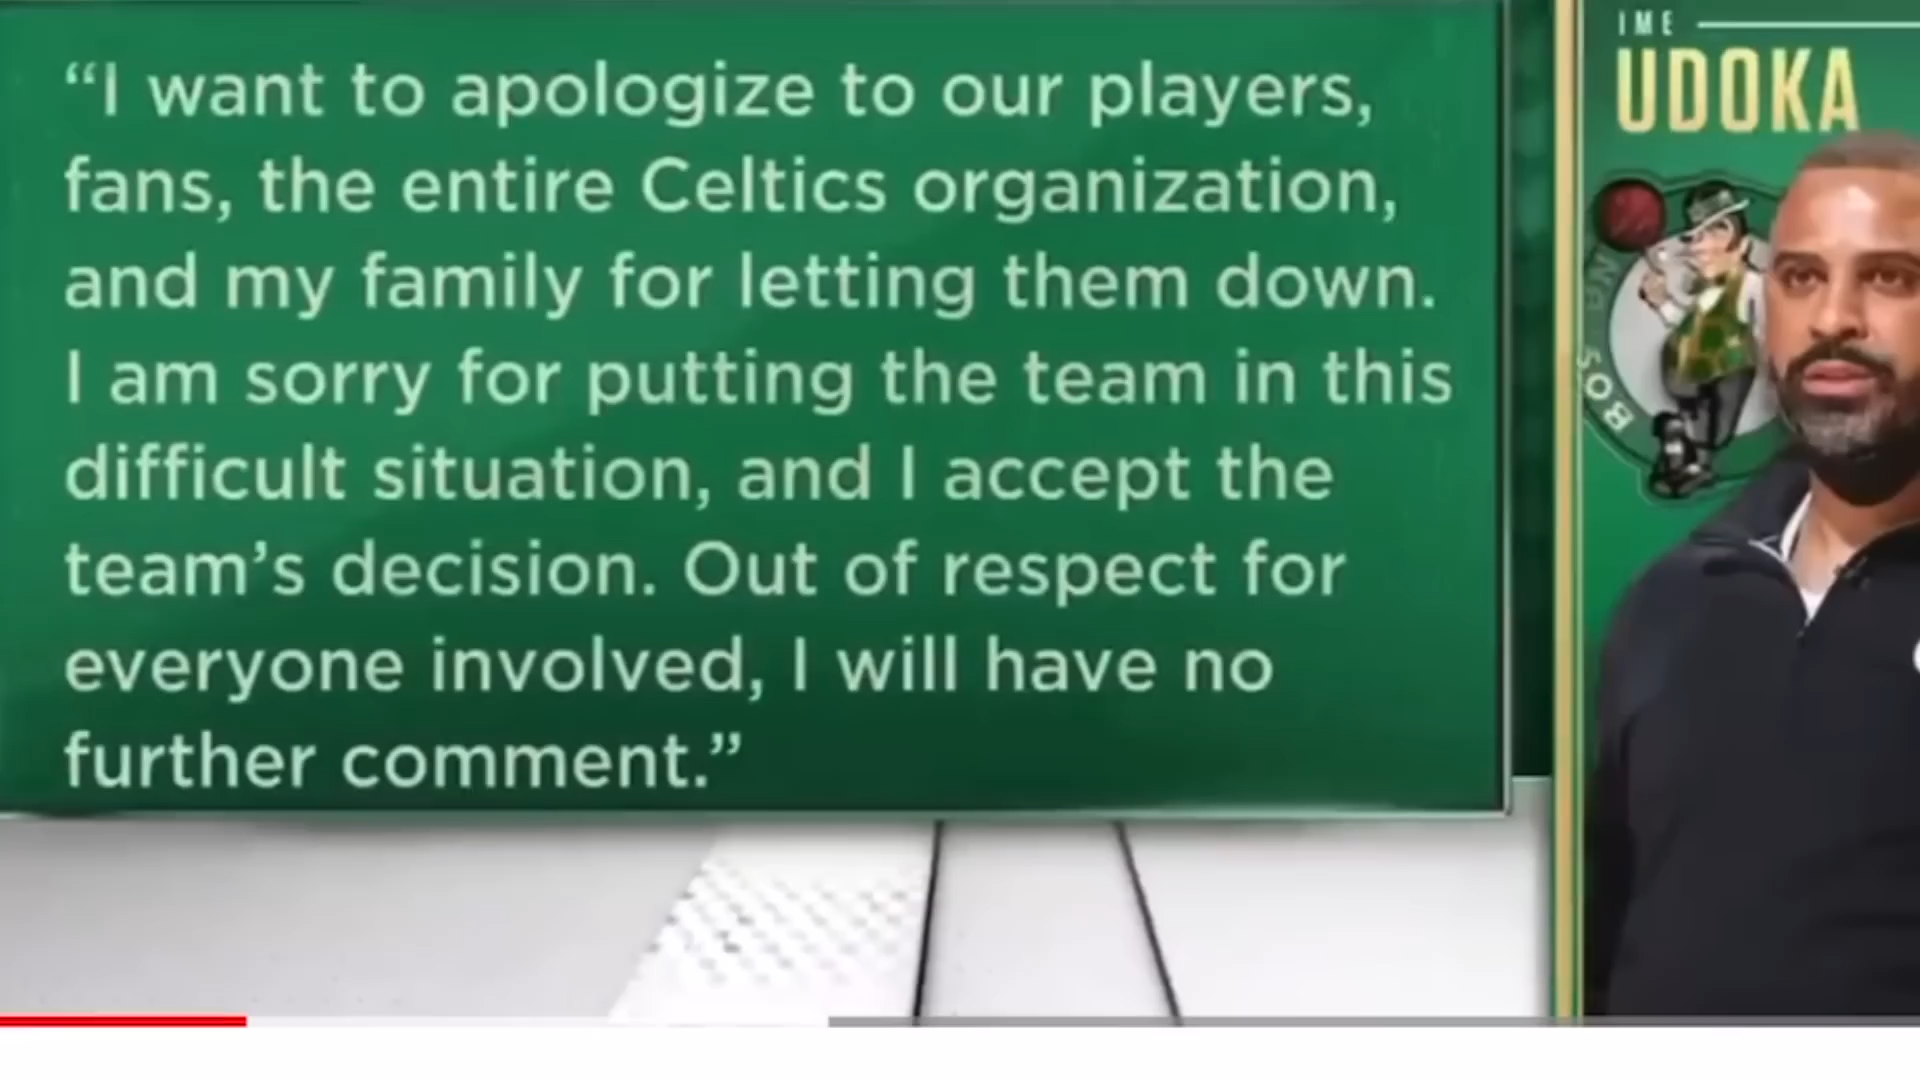 “I want to apologize to our players,
fans, the entire Celtics organization,
and my family for letting them down.
I am sorry for putting the team in this
difficult situation, and I accept the
team’s decision. Out of respect for
everyone involved, I will have no
further comment.”
IME
UDOKA
BOS